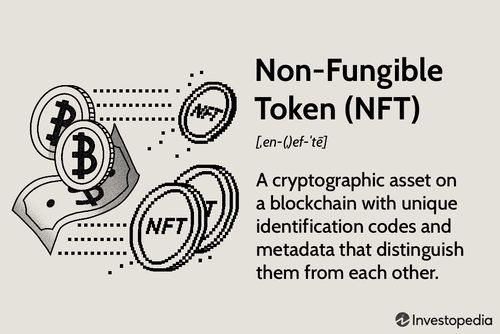 Non-Fungible
Token (NFT)
[ˌen-(ˌ)ef-ˈtē]
A cryptographic asset on
a blockchain with unique
identification codes and
metadata that distinguish
them from each other.
NFT
NFT
T
Investopedia